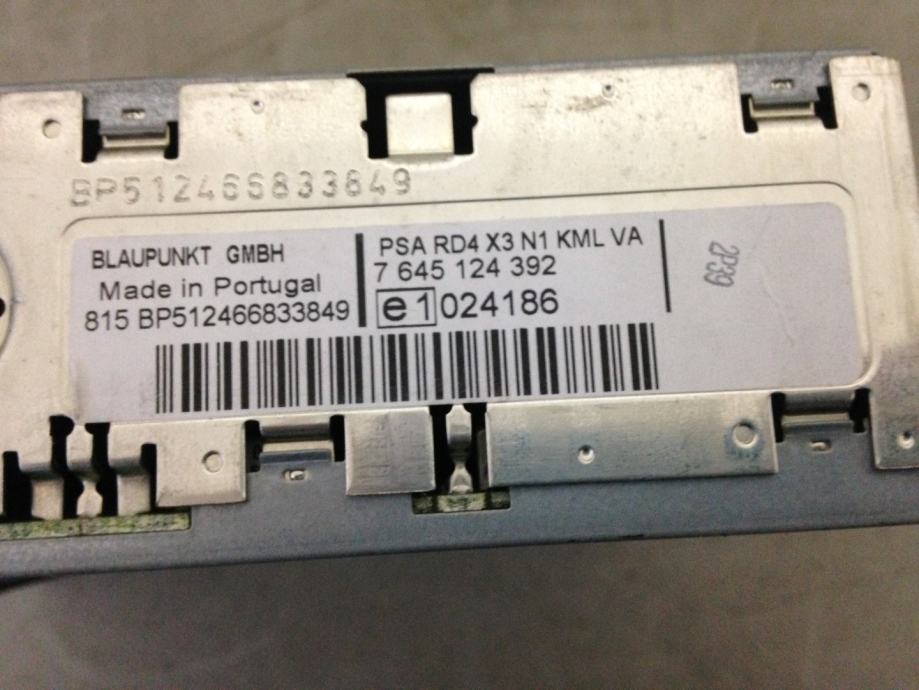 BP512466833849
BLAUPUNKT GMBH
Made in Portugal
815 BP512466833849
PSA RD4 X3 N1 KML VA
7 645 124 392
e1 024186
2P39